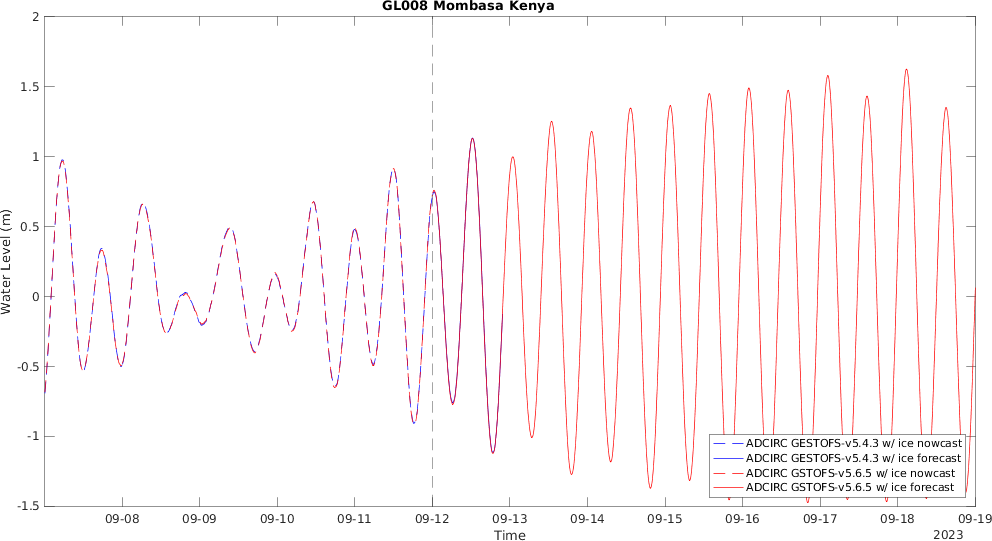 GL008 Mombasa Kenya
2
1.5
1
0.5
0
-0.5
-1
-1.5
Water Level (m)
ADCIRC GESTOFS-v5.4.3 w/ ice nowcast
ADCIRC GESTOFS-v5.4.3 w/ ice forecast
ADCIRC GSTOFS-v5.6.5 w/ ice nowcast
ADCIRC GSTOFS-v5.6.5 w/ ice forecast
09-08 09-09 09-10 09-11 09-12 09-13 09-14 09-15 09-16 09-17 09-18 09-19
Time
2023